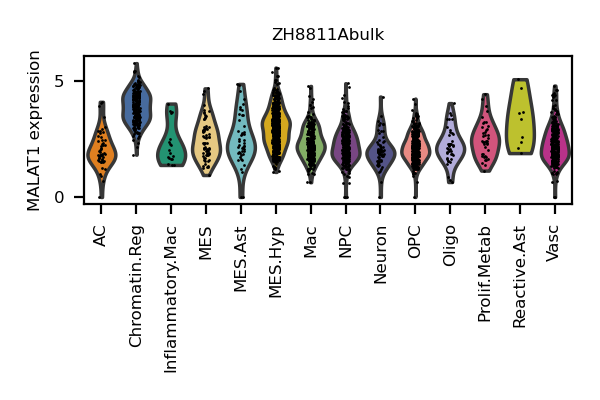 ZH8811Abulk
MALAT1 expression
5
0
AC
Chromatin.Reg
Inflammatory.Mac
MES
MES.Ast
MES.Hyp
Mac
NPC
Neuron
OPC
Oligo
Prolif.Metab
Reactive.Ast
Vasc